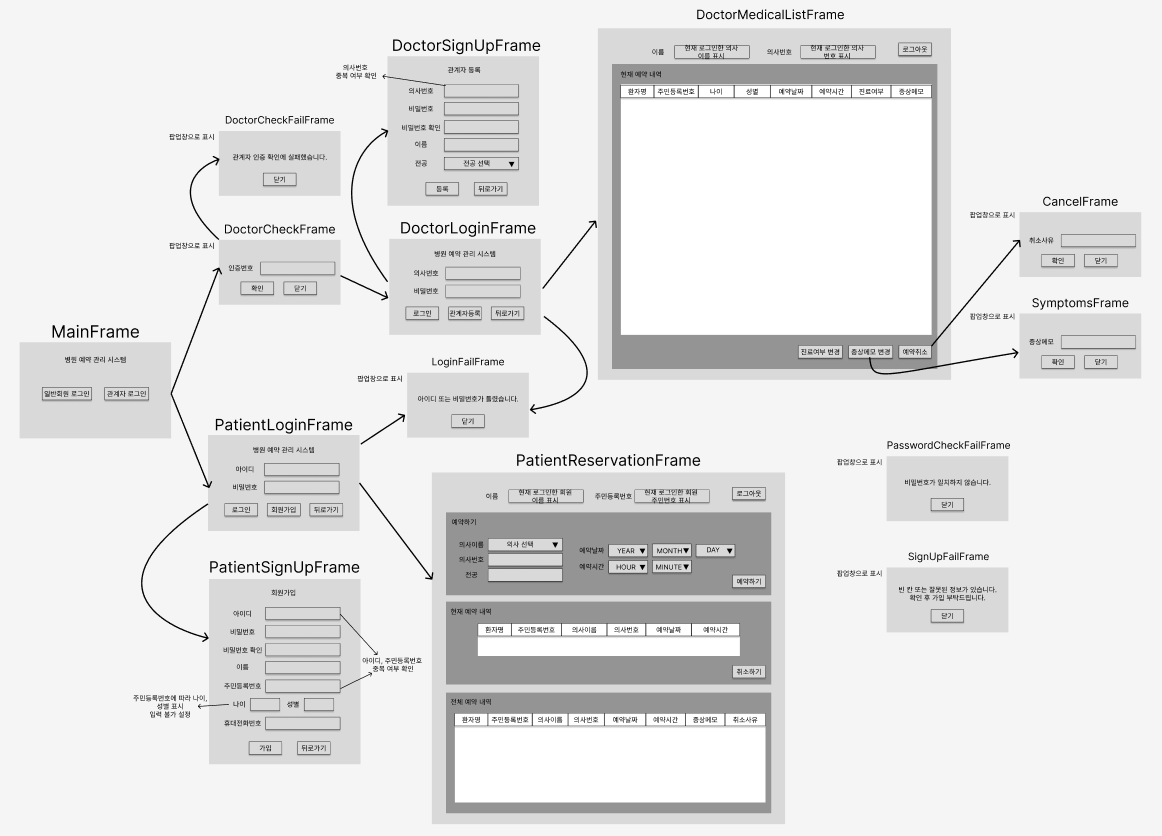 DoctorMedicalListFrame
이름
현재 로그인한 의사
이름 표시
의사번호
현재 로그인한 의사
번호 표시
로그아웃
현재 예약 내역
환자명 주민등록번호 나이 성별 예약날짜 예약시간 진료여부 증상메모
진료여부 변경 증상메모 변경 예약취소
DoctorSignUpFrame
의사번호
중복 여부 확인
관계자 등록
의사번호
비밀번호
비밀번호 확인
이름
전공 전공 선택 ▼
등록 뒤로가기
DoctorCheckFailFrame
팝업창으로 표시
관계자 인증 확인에 실패했습니다.
닫기
DoctorCheckFrame
팝업창으로 표시
인증번호
확인 닫기
DoctorLoginFrame
병원 예약 관리 시스템
의사번호
비밀번호
로그인 관계자등록 뒤로가기
CancelFrame
팝업창으로 표시
취소사유
확인 닫기
SymptomsFrame
팝업창으로 표시
증상메모
확인 닫기
MainFrame
병원 예약 관리 시스템
일반회원 로그인 관계자 로그인
LoginFailFrame
팝업창으로 표시
아이디 또는 비밀번호가 틀렸습니다.
닫기
PatientLoginFrame
병원 예약 관리 시스템
아이디
비밀번호
로그인 회원가입 뒤로가기
PatientSignUpFrame
회원가입
아이디
비밀번호
비밀번호 확인
이름
주민등록번호
나이 성별
휴대전화번호
가입 뒤로가기
아이디, 주민등록번호
중복 여부 확인
주민등록번호에 따라 나이,
성별 표시
입력 불가 설정
PatientReservationFrame
이름
현재 로그인한 회원
이름 표시
주민등록번호
현재 로그인한 회원
주민번호 표시
로그아웃
예약하기
의사이름 의사 선택 ▼
의사번호
전공
예약날짜 YEAR ▼ MONTH▼ DAY ▼
예약시간 HOUR ▼ MINUTE▼
예약하기
현재 예약 내역
환자명 주민등록번호 의사이름 의사번호 예약날짜 예약시간
취소하기
전체 예약 내역
환자명 주민등록번호 의사이름 의사번호 예약날짜 예약시간 증상메모 취소사유
PasswordCheckFailFrame
팝업창으로 표시
비밀번호가 일치하지 않습니다.
닫기
SignUpFailFrame
팝업창으로 표시
빈 칸 또는 잘못된 정보가 있습니다.
확인 후 가입 부탁드립니다.
닫기